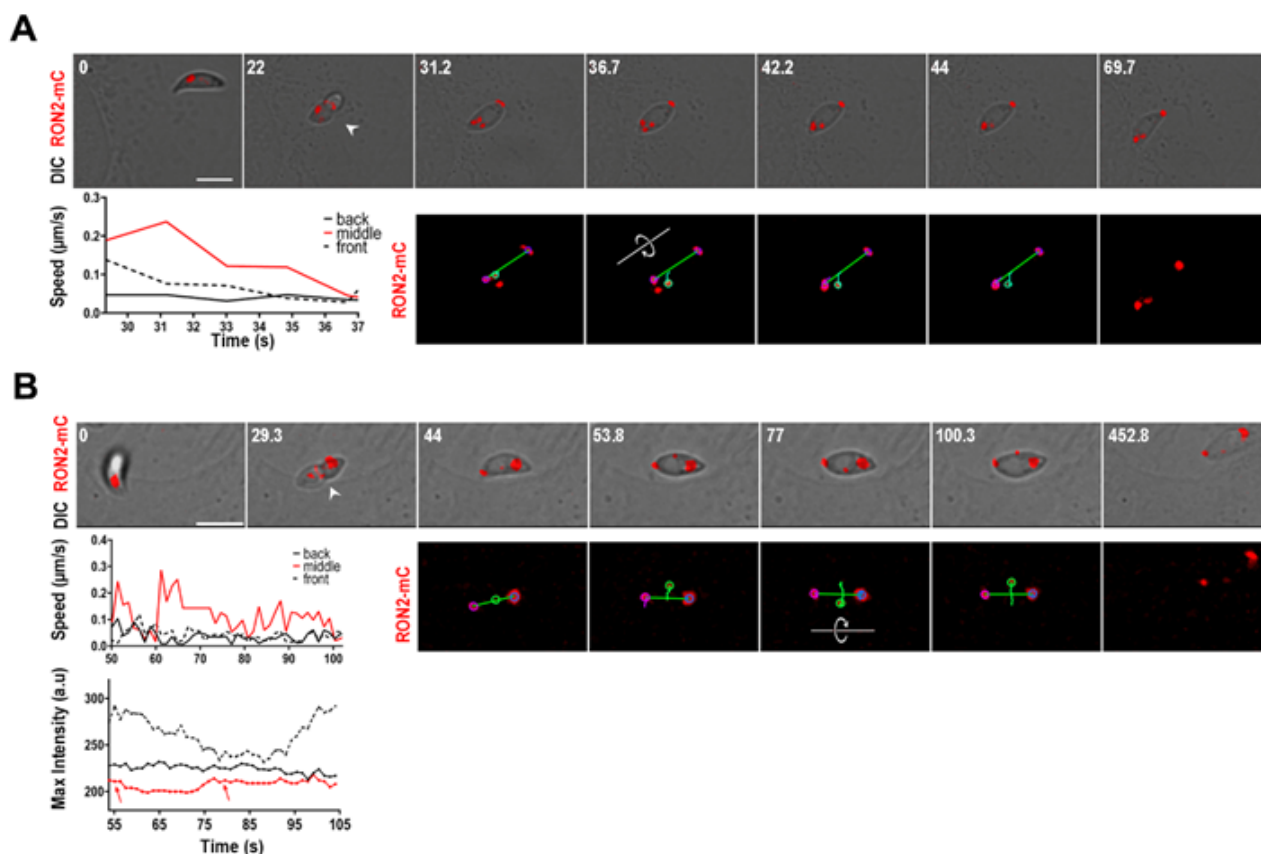 A
DIC RON2-mC
0
22
31.2
36.7
42.2
44
69.7
Speed (µm/s)
0.3
0.2
0.1
0.0
back
middle
front
30 31 32 33 34 35 36 37
Time (s)
RON2-mC
B
DIC RON2-mC
0
29.3
44
53.8
77
100.3
452.8
Speed (µm/s)
0.4
0.3
0.2
0.1
0.0
back
middle
front
50 60 70 80 90 100
RON2-mC
Max Intensity (a.u)
300
250
200
55 65 75 85 95 105
Time (s)